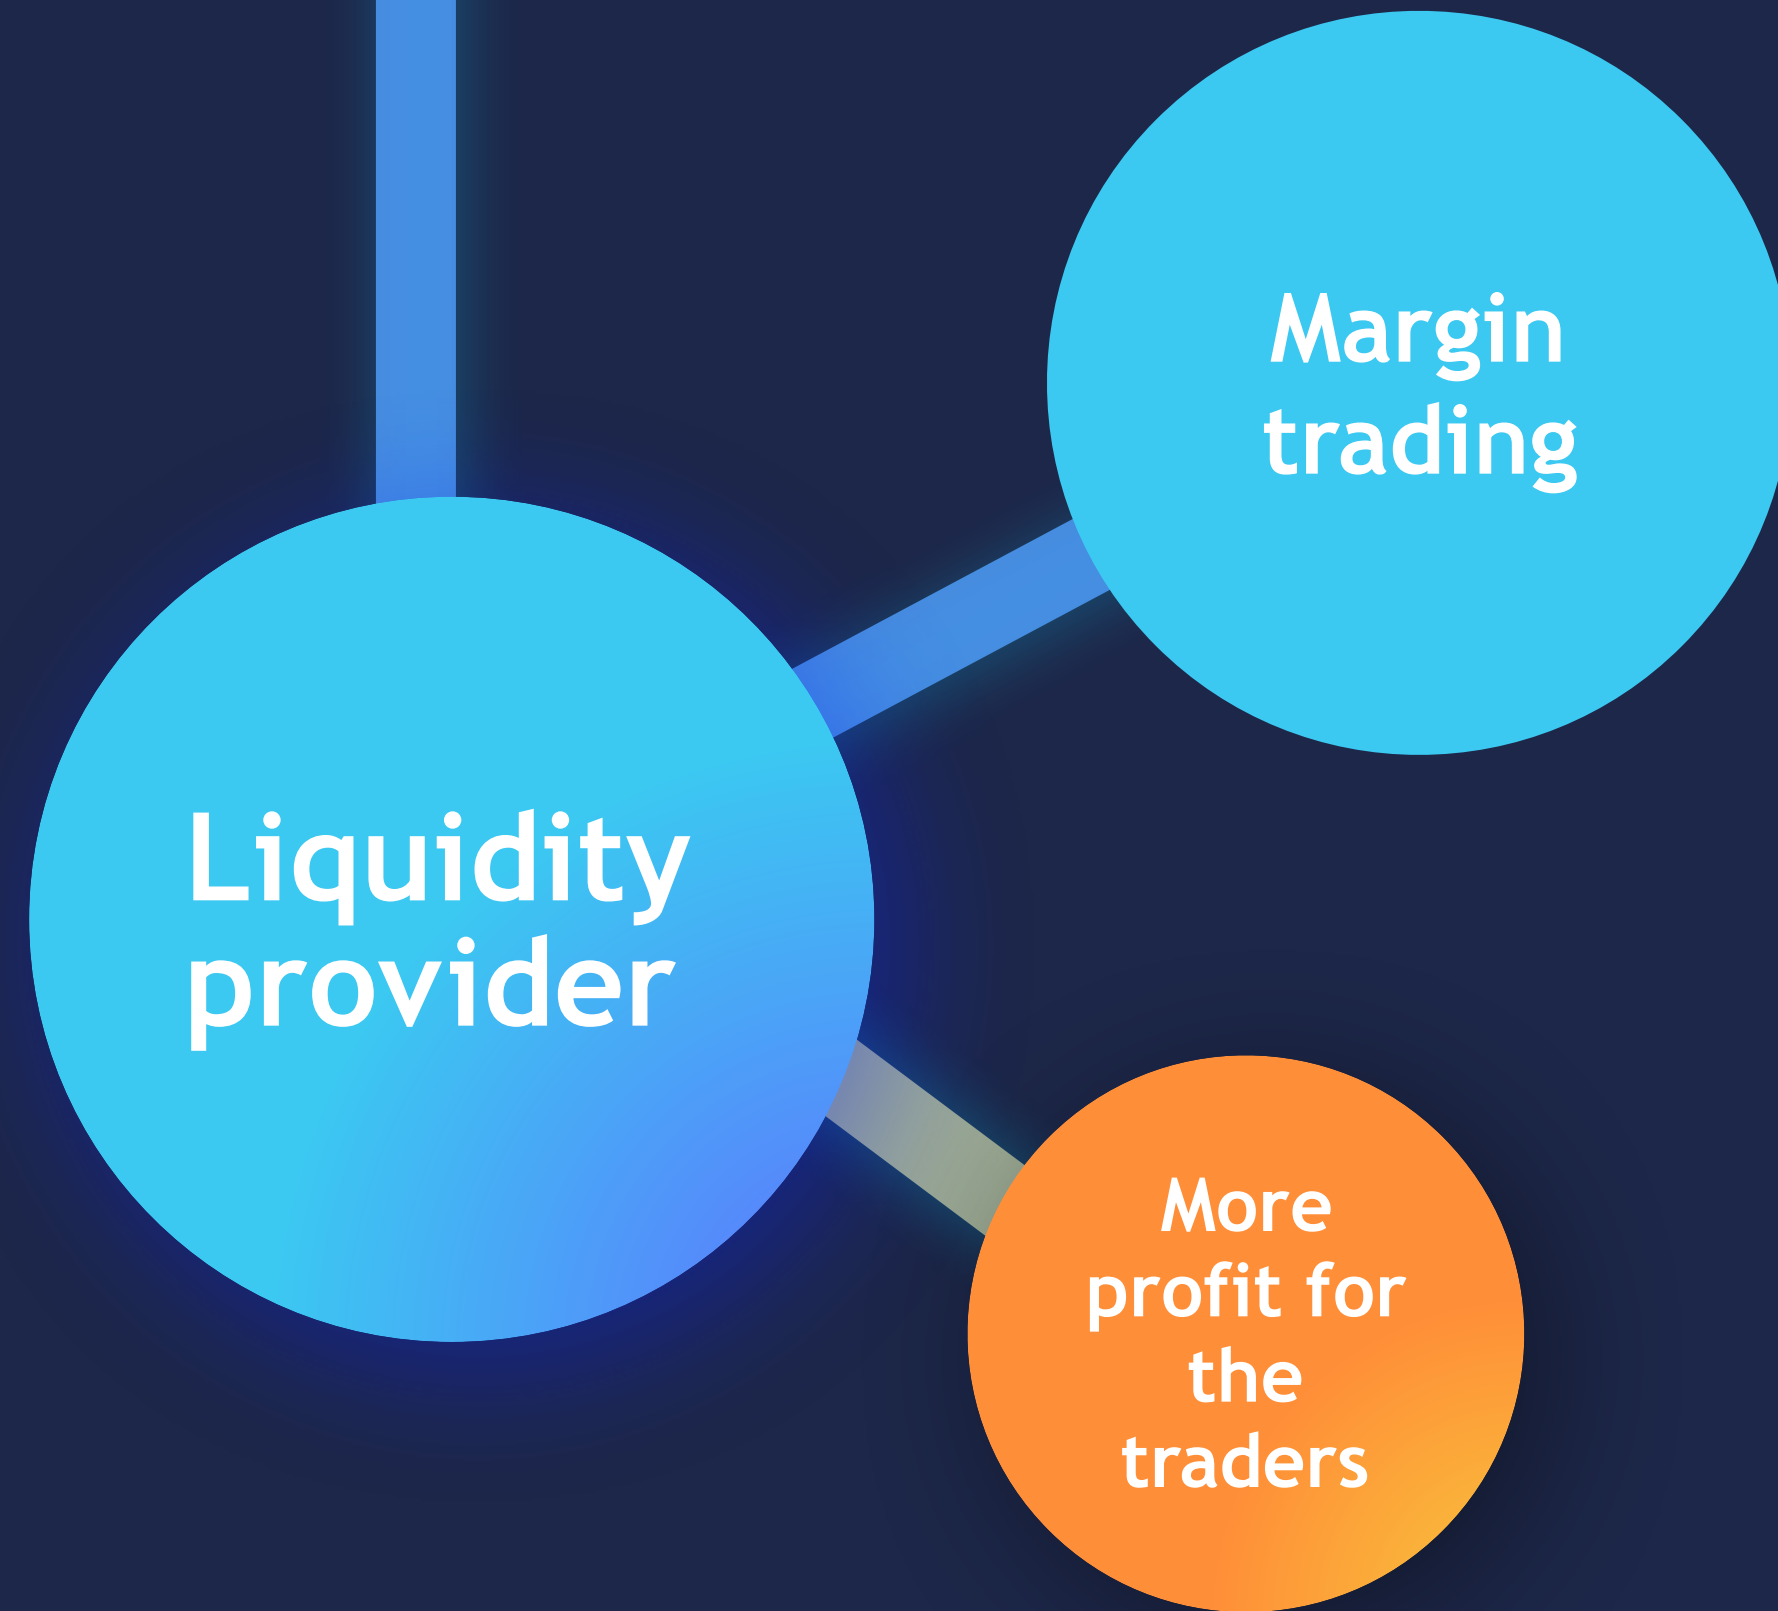 Margin
trading
Liquidity
provider
More
profit for
the
traders